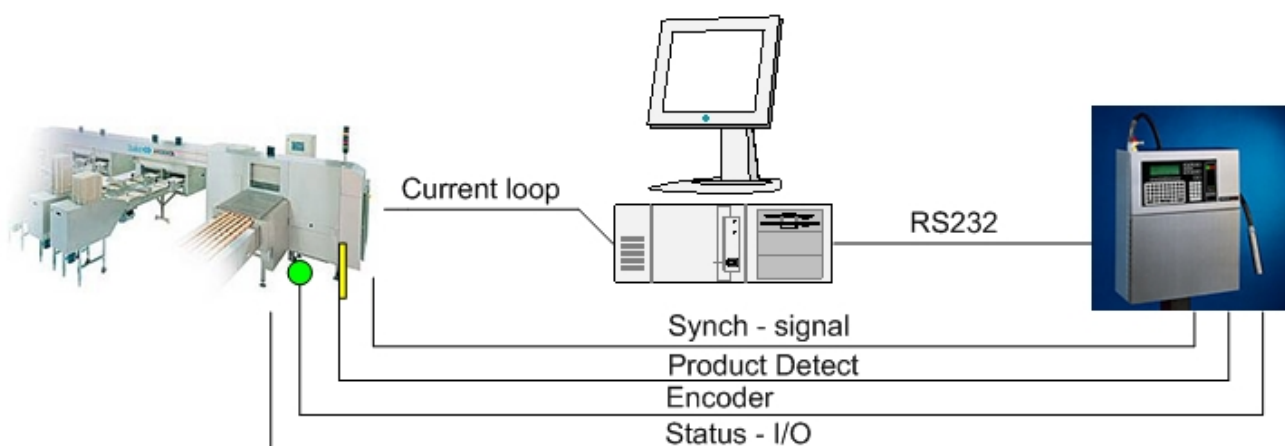 Current loop
RS232
Synch - signal
Product Detect
Encoder
Status - I/O